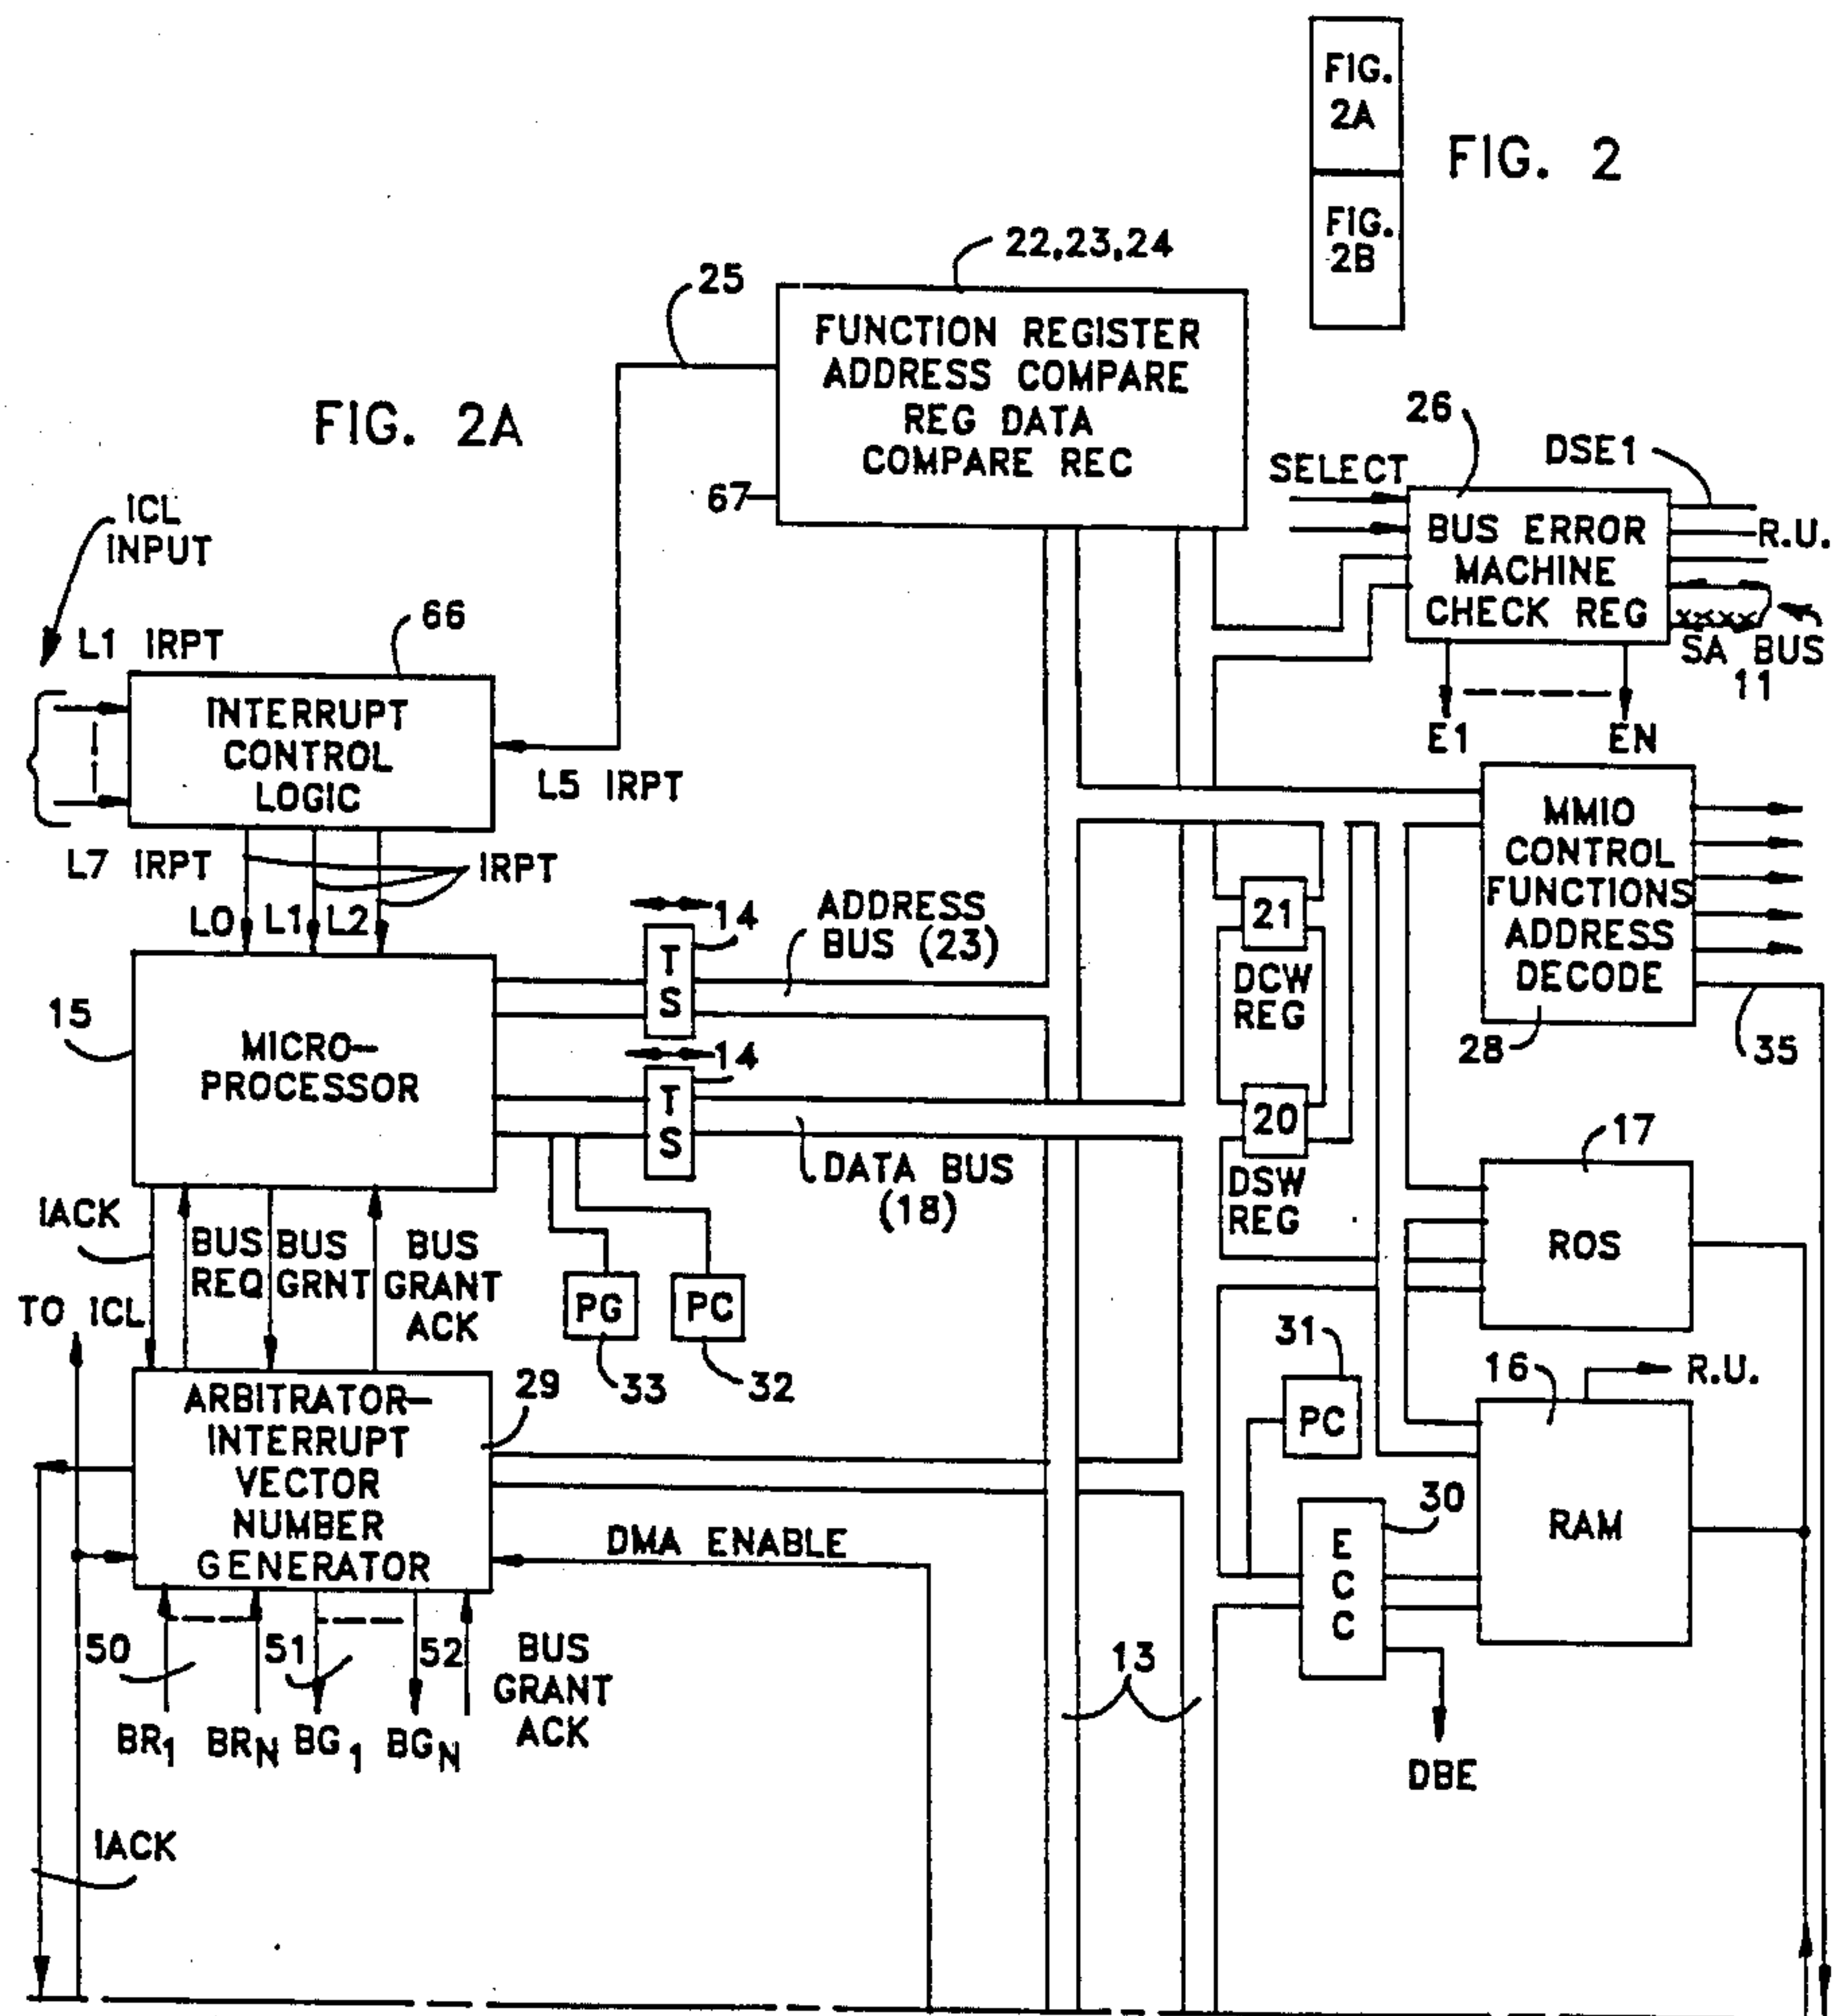 FIG.
2A
FIG. 2
FIG.
2B
22,23,24
25
FUNCTION REGISTER
ADDRESS COMPARE
REG DATA
COMPARE REC
67
FIG. 2A
26
SELECT
DSE1
BUS ERROR
MACHINE
CHECK REG
R.U.
SA BUS
11
E1
EN
ICL
INPUT
L1 IRPT
66
INTERRUPT
CONTROL
LOGIC
L5 IRPT
L7 IRPT
IRPT
L0
L1
L2
MMIO
CONTROL
FUNCTIONS
ADDRESS
DECODE
28
35
14
T
S
ADDRESS
BUS (23)
21
DCW
REG
15
MICRO-
PROCESSOR
14
T
S
DATA BUS
(18)
20
DSW
REG
17
ROS
IACK
BUS
REQ
BUS
GRNT
BUS
GRANT
ACK
TO ICL
PG
33
PC
32
31
PC
16
R.U.
RAM
29
ARBITRATOR-
INTERRUPT
VECTOR
NUMBER
GENERATOR
DMA ENABLE
30
E
C
C
DBE
50
51
52
BUS
GRANT
ACK
BR1
BRN
BG1
BGN
13
IACK